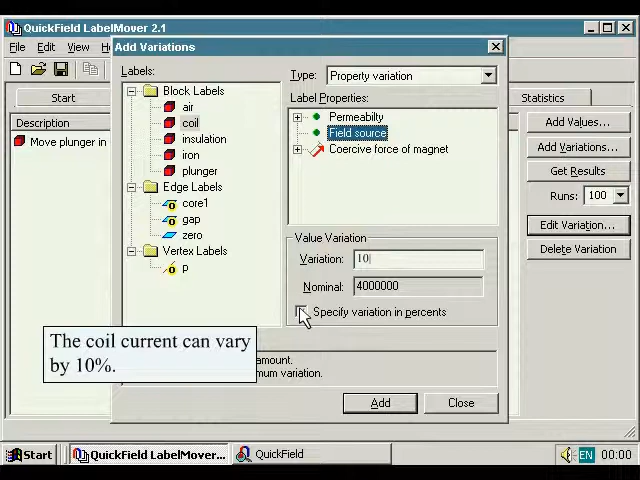 QuickField LabelMover 2.1
File Edit View
Add Variations
Labels:
Block Labels
air
coil
insulation
iron
plunger
Edge Labels
core1
gap
zero
Vertex Labels
p
Type: Property variation
Label Properties:
Permeabilty
Field source
Coercive force of magnet
Value Variation
Variation: 10
Nominal: 4000000
Specify variation in percents
amount.
variation.
Add Close
Start
Description
Move plunger in
Statistics
Add Values...
Add Variations...
Get Results
Runs: 100
Edit Variation...
Delete Variation
The coil current can vary
by 10%.
Start QuickField LabelMover... QuickField EN 00:00